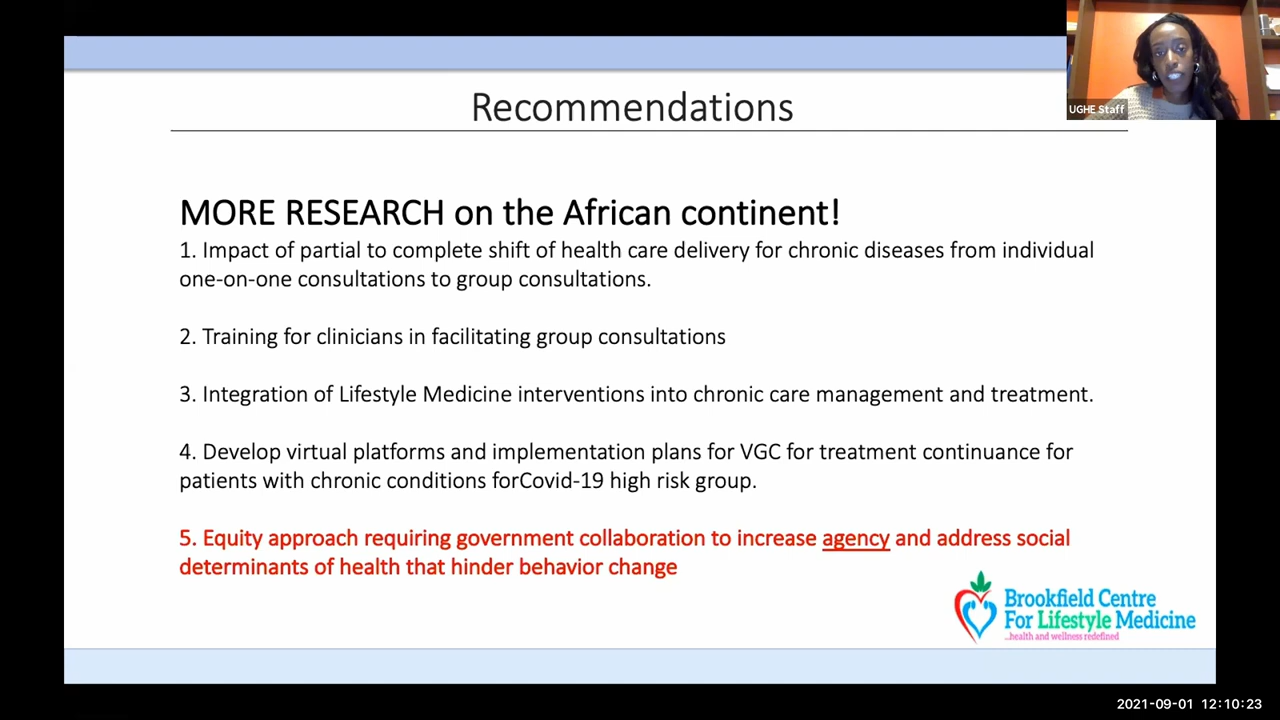 Recommendations
UGHE Staff
MORE RESEARCH on the African continent!
1. Impact of partial to complete shift of health care delivery for chronic diseases from individual
one-on-one consultations to group consultations.
2. Training for clinicians in facilitating group consultations
3. Integration of Lifestyle Medicine interventions into chronic care management and treatment.
4. Develop virtual platforms and implementation plans for VGC for treatment continuance for
patients with chronic conditions forCovid-19 high risk group.
5. Equity approach requiring government collaboration to increase agency and address social
determinants of health that hinder behavior change
Brookfield Centre
For Lifestyle Medicine
...health and wellness redefined
2021-09-01 12:10:23